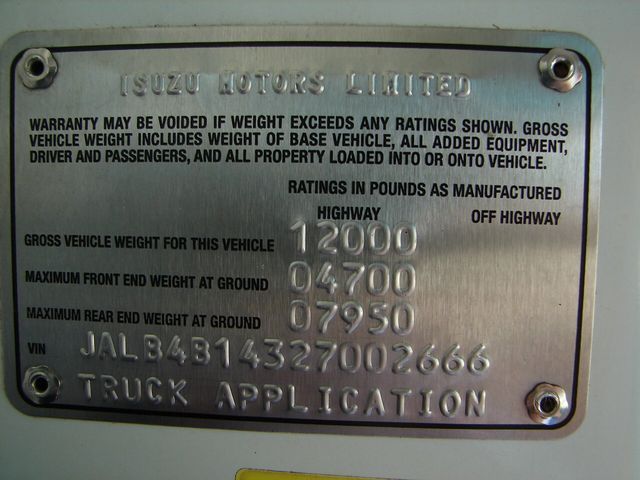 ISUZU MOTORS LIMITED
WARRANTY MAY BE VOIDED IF WEIGHT EXCEEDS ANY RATINGS SHOWN. GROSS
VEHICLE WEIGHT INCLUDES WEIGHT OF BASE VEHICLE, ALL ADDED EQUIPMENT,
DRIVER AND PASSENGERS, AND ALL PROPERTY LOADED INTO OR ONTO VEHICLE.
RATINGS IN POUNDS AS MANUFACTURED
HIGHWAY OFF HIGHWAY
GROSS VEHICLE WEIGHT FOR THIS VEHICLE 12000
MAXIMUM FRONT END WEIGHT AT GROUND 04700
MAXIMUM REAR END WEIGHT AT GROUND 07950
VIN JALB4B14327002666
TRUCK APPLICATION